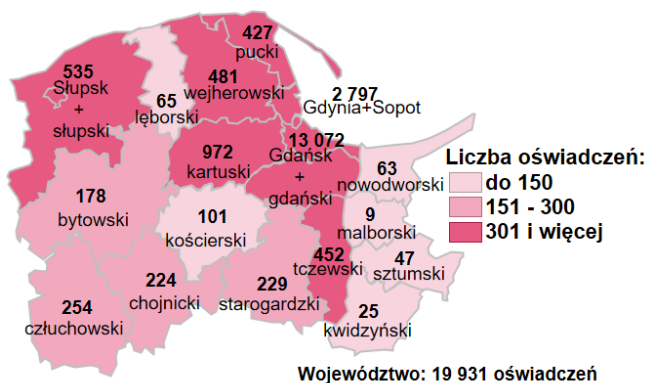 427
pucki
535
Słupsk
+
słupski
481
wejherowski
65
lęborski
2 797
Gdynia+Sopot
13 072
Gdańsk
+
gdański
972
kartuski
63
nowodworski
Liczba oświadczeń:
do 150
151 - 300
301 i więcej
178
bytowski
101
kościerski
9
malborski
452
tczewski
47
sztumski
254
człuchowski
224
chojnicki
229
starogardzki
25
kwidzyński
Województwo: 19 931 oświadczeń